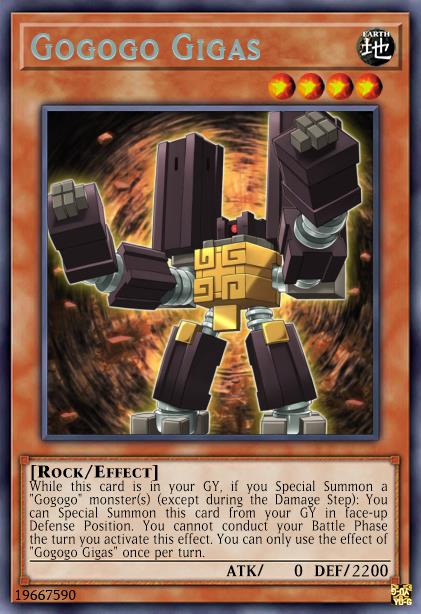 Gogogo Gigas
EARTH
地
[Rock/Effect]
While this card is in your GY, if you Special Summon a
"Gogogo" monster(s) (except during the Damage Step): You
can Special Summon this card from your GY in face-up
Defense Position. You cannot conduct your Battle Phase
the turn you activate this effect. You can only use the effect of
"Gogogo Gigas" once per turn.
ATK/ 0 DEF/2200
19667590